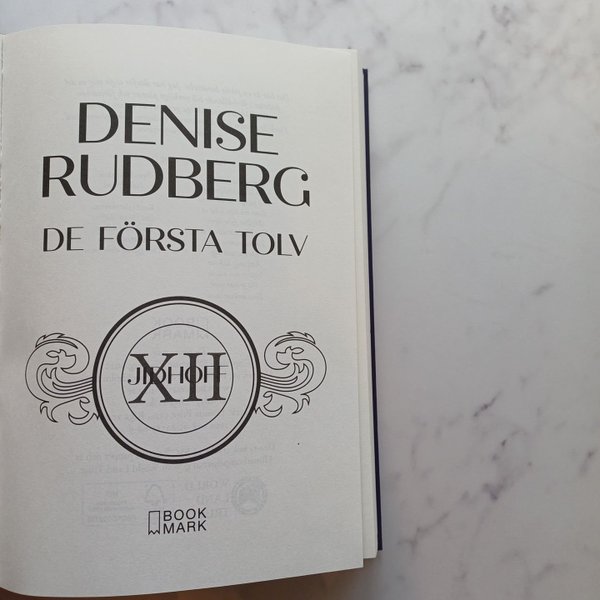 DENISE
RUDBERG
DE FÖRSTA TOLV
XII
JIDHOFF
BOOK
MARK